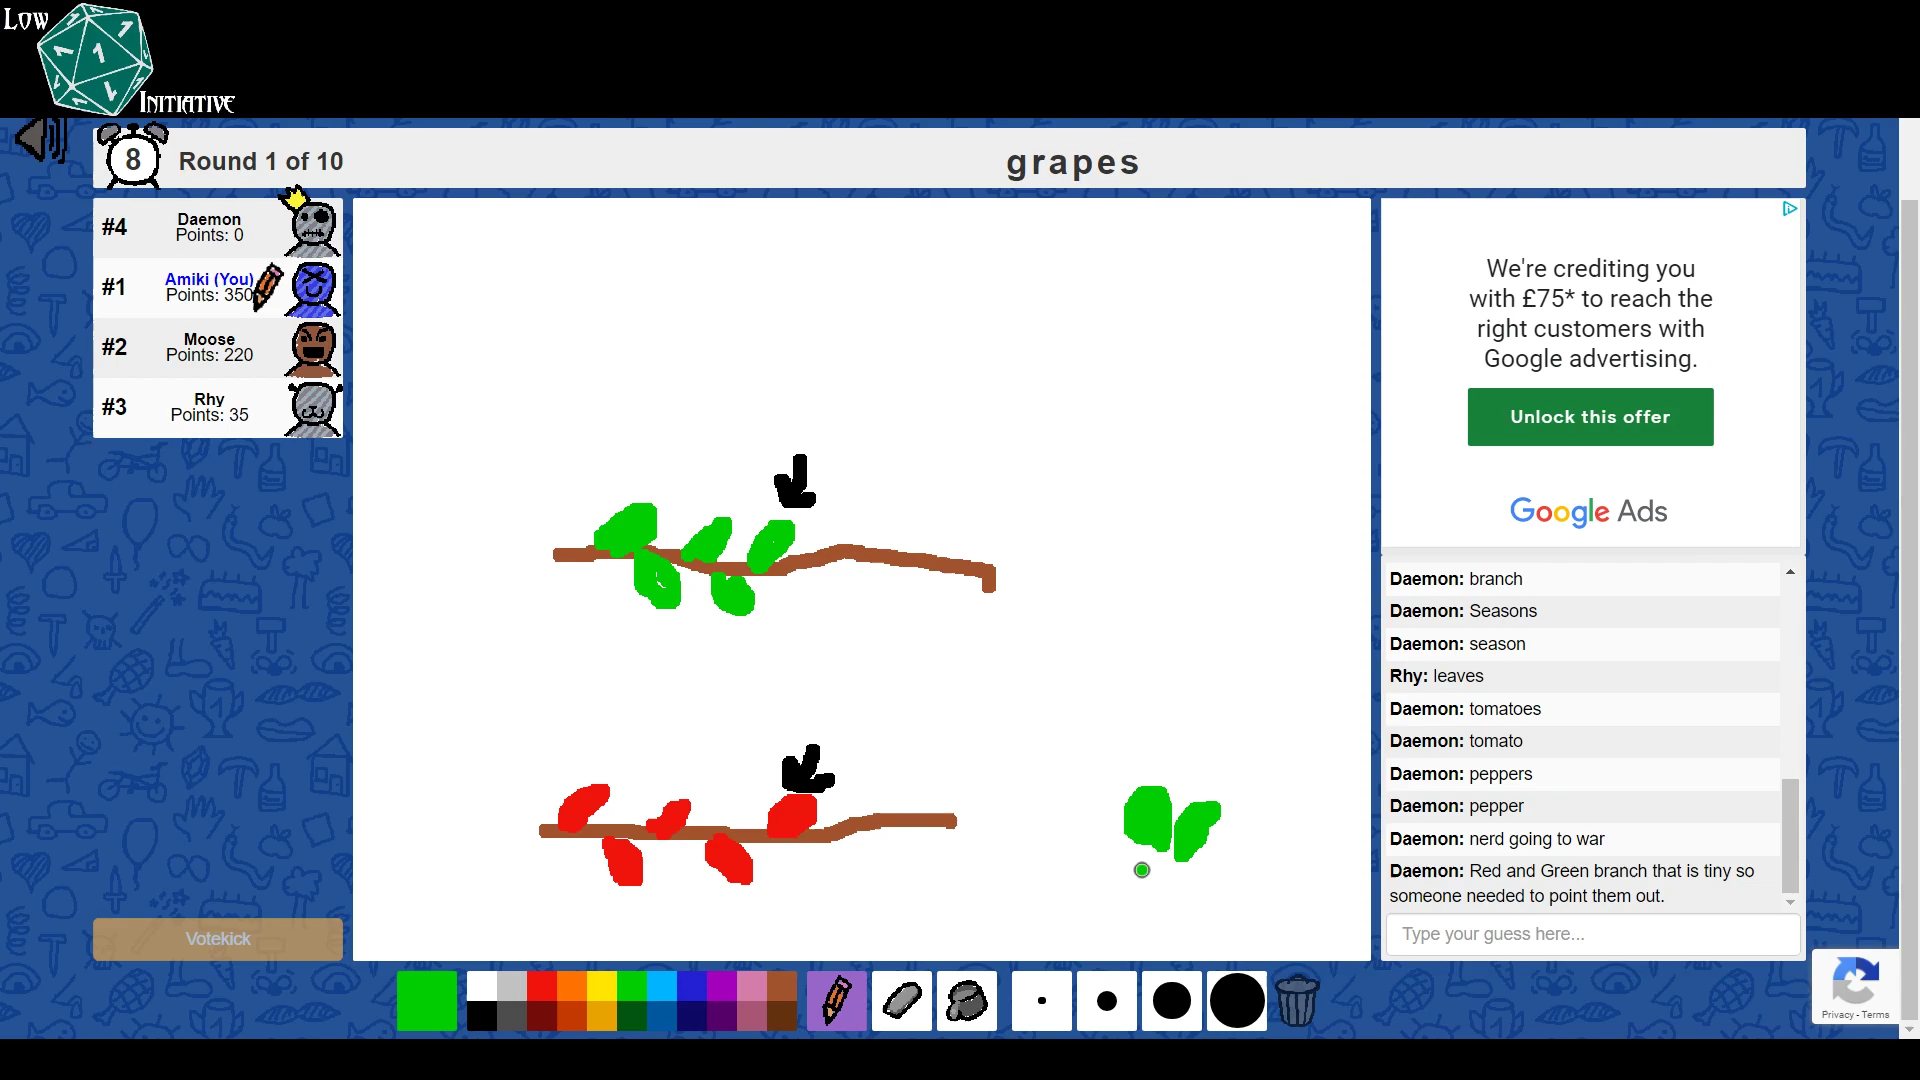 Low
Initiative
8
Round 1 of 10
grapes
#4
Daemon
Points: 0
#1
Amiki (You)
Points: 350
#2
Moose
Points: 220
#3
Rhy
Points: 35
Votekick
We're crediting you
with £75* to reach the
right customers with
Google advertising.
Unlock this offer
Google Ads
Daemon: branch
Daemon: Seasons
Daemon: season
Rhy: leaves
Daemon: tomatoes
Daemon: tomato
Daemon: peppers
Daemon: pepper
Daemon: nerd going to war
Daemon: Red and Green branch that is tiny so
someone needed to point them out.
Type your guess here...
Privacy - Terms